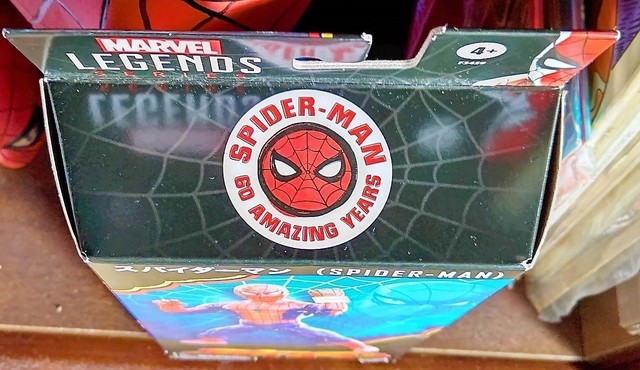 MARVEL
LEGENDS
SERIES
4+
SPIDER-MAN
60 AMAZING YEARS
スパイダーマン (SPIDER-MAN)